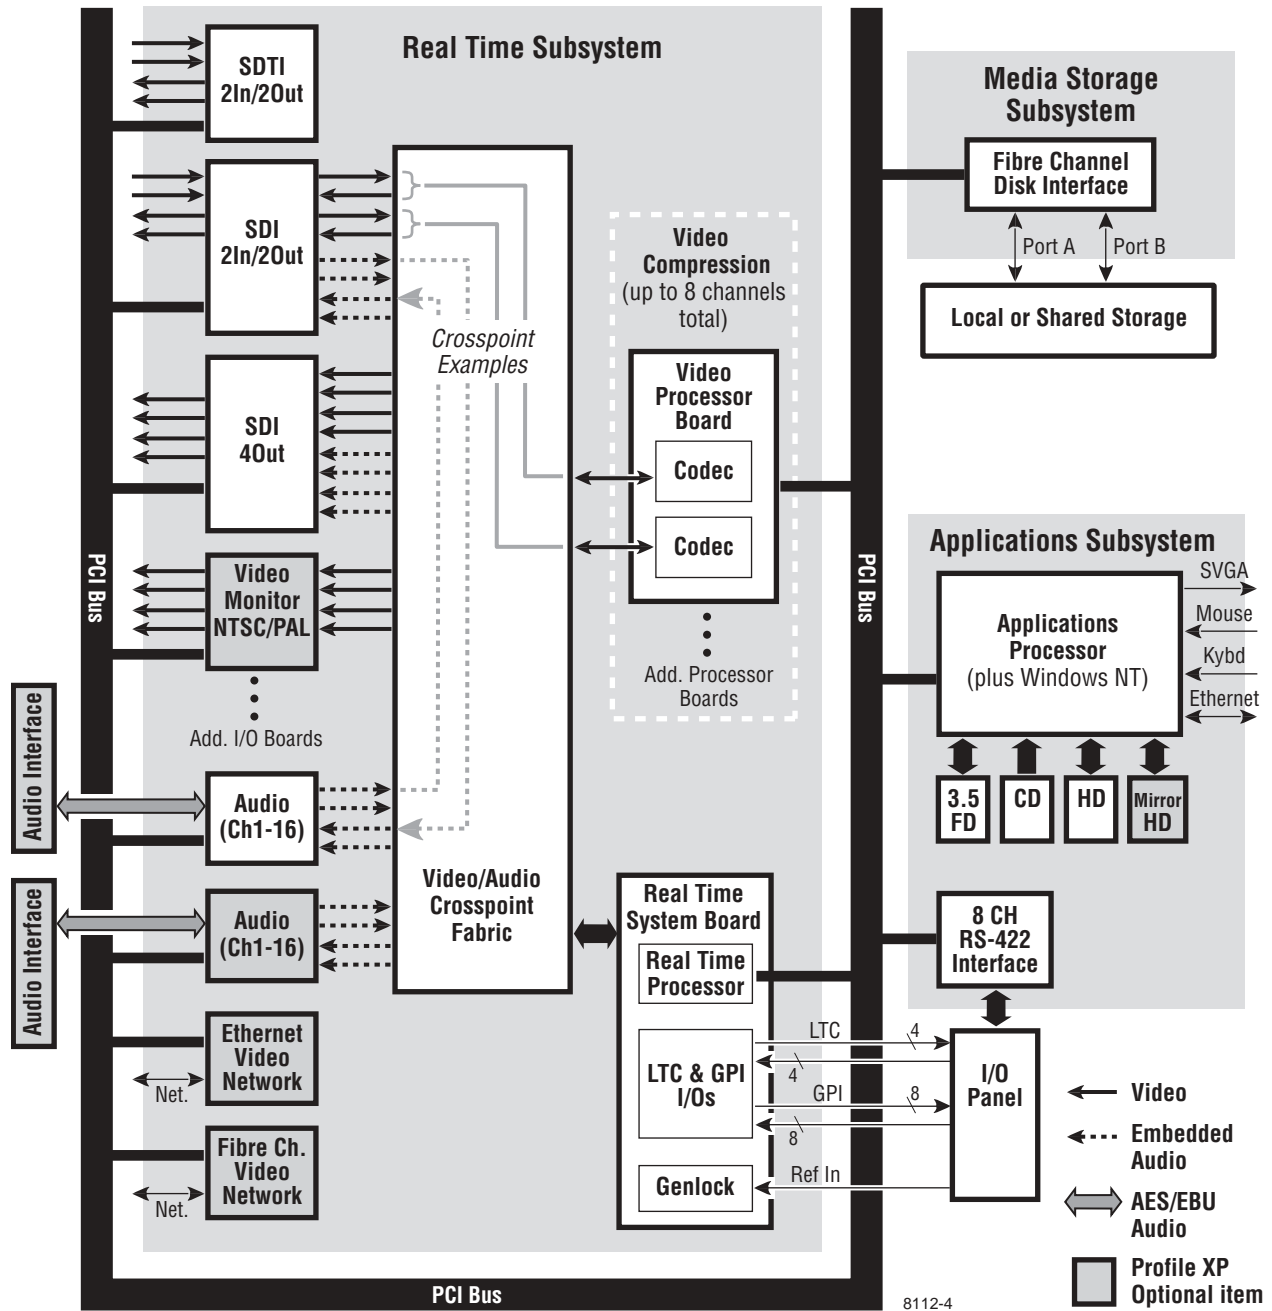 Real Time Subsystem
SDTI
2In/2Out
SDI
2In/2Out
SDI
4Out
Video
Monitor
NTSC/PAL
Add. I/O Boards
Audio
(Ch1-16)
Audio
(Ch1-16)
Ethernet
Video
Network
Net.
Fibre Ch.
Video
Network
Net.
Audio Interface
Audio Interface
PCI Bus
Crosspoint
Examples
Video/Audio
Crosspoint
Fabric
Video
Compression
(up to 8 channels
total)
Video
Processor
Board
Codec
Codec
Add. Processor
Boards
Real Time
System Board
Real Time
Processor
LTC & GPI
I/Os
Genlock
LTC
4
4
GPI
8
8
Ref In
PCI Bus
PCI Bus
Media Storage
Subsystem
Fibre Channel
Disk Interface
Port A
Port B
Local or Shared Storage
Applications Subsystem
Applications
Processor
(plus Windows NT)
SVGA
Mouse
Kybd
Ethernet
3.5
FD
CD
HD
Mirror
HD
8 CH
RS-422
Interface
I/O
Panel
Video
Embedded
Audio
AES/EBU
Audio
Profile XP
Optional item
8112-4